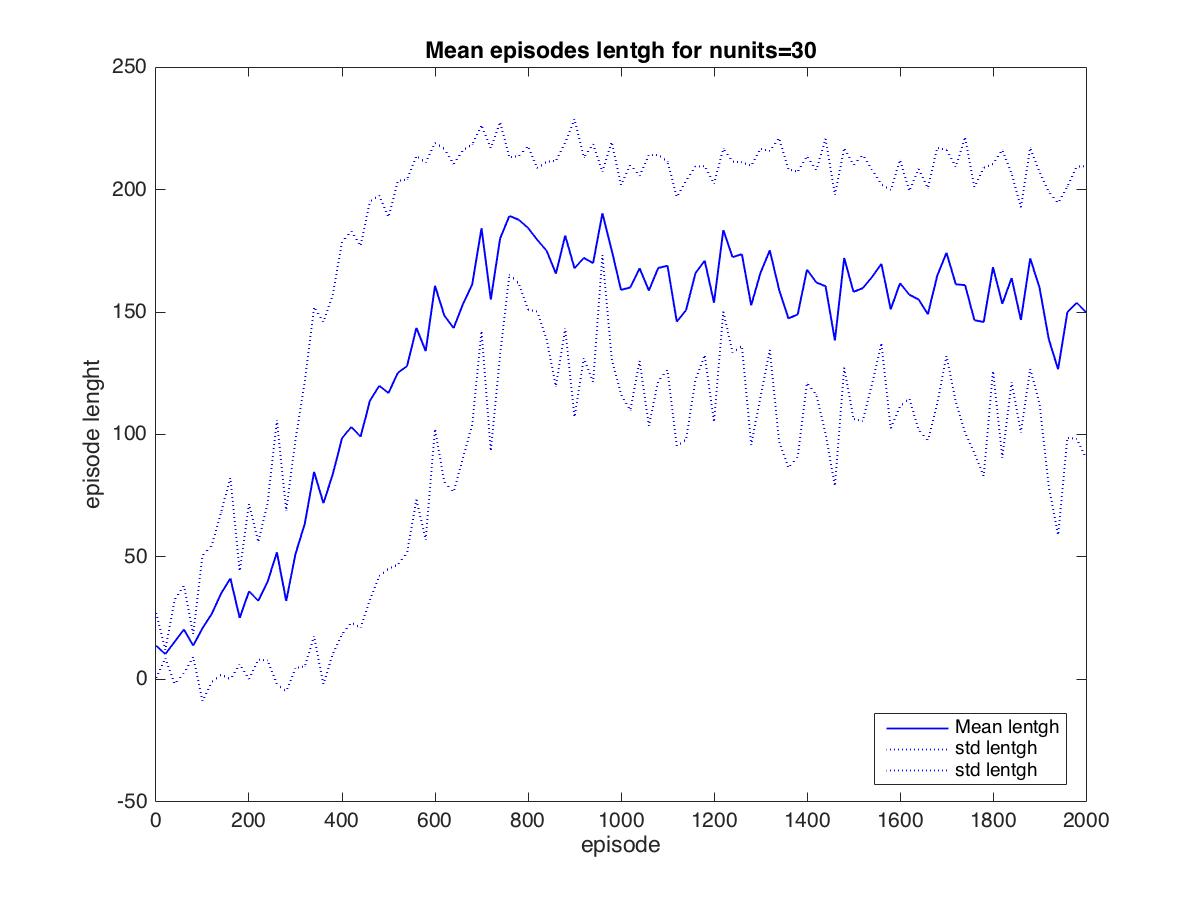 Mean episodes lentgh for nunits=30
250
200
150
100
50
0
-50
episode lenght
Mean lentgh
std lentgh
std lentgh
0 200 400 600 800 1000 1200 1400 1600 1800 2000
episode